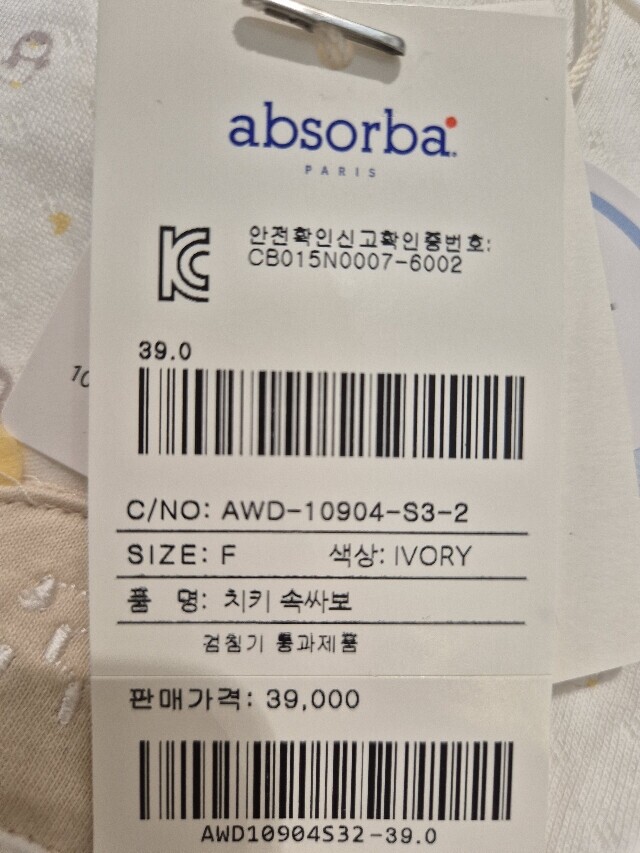 absorba
PARIS
안전확인신고확인증번호:
CB015N0007-6002
39.0
10
C/NO: AWD-10904-S3-2
SIZE: F 색상: IVORY
품 명: 치키 속싸보
검침기 통과제품
판매가격: 39,000
AWD10904S32-39.0